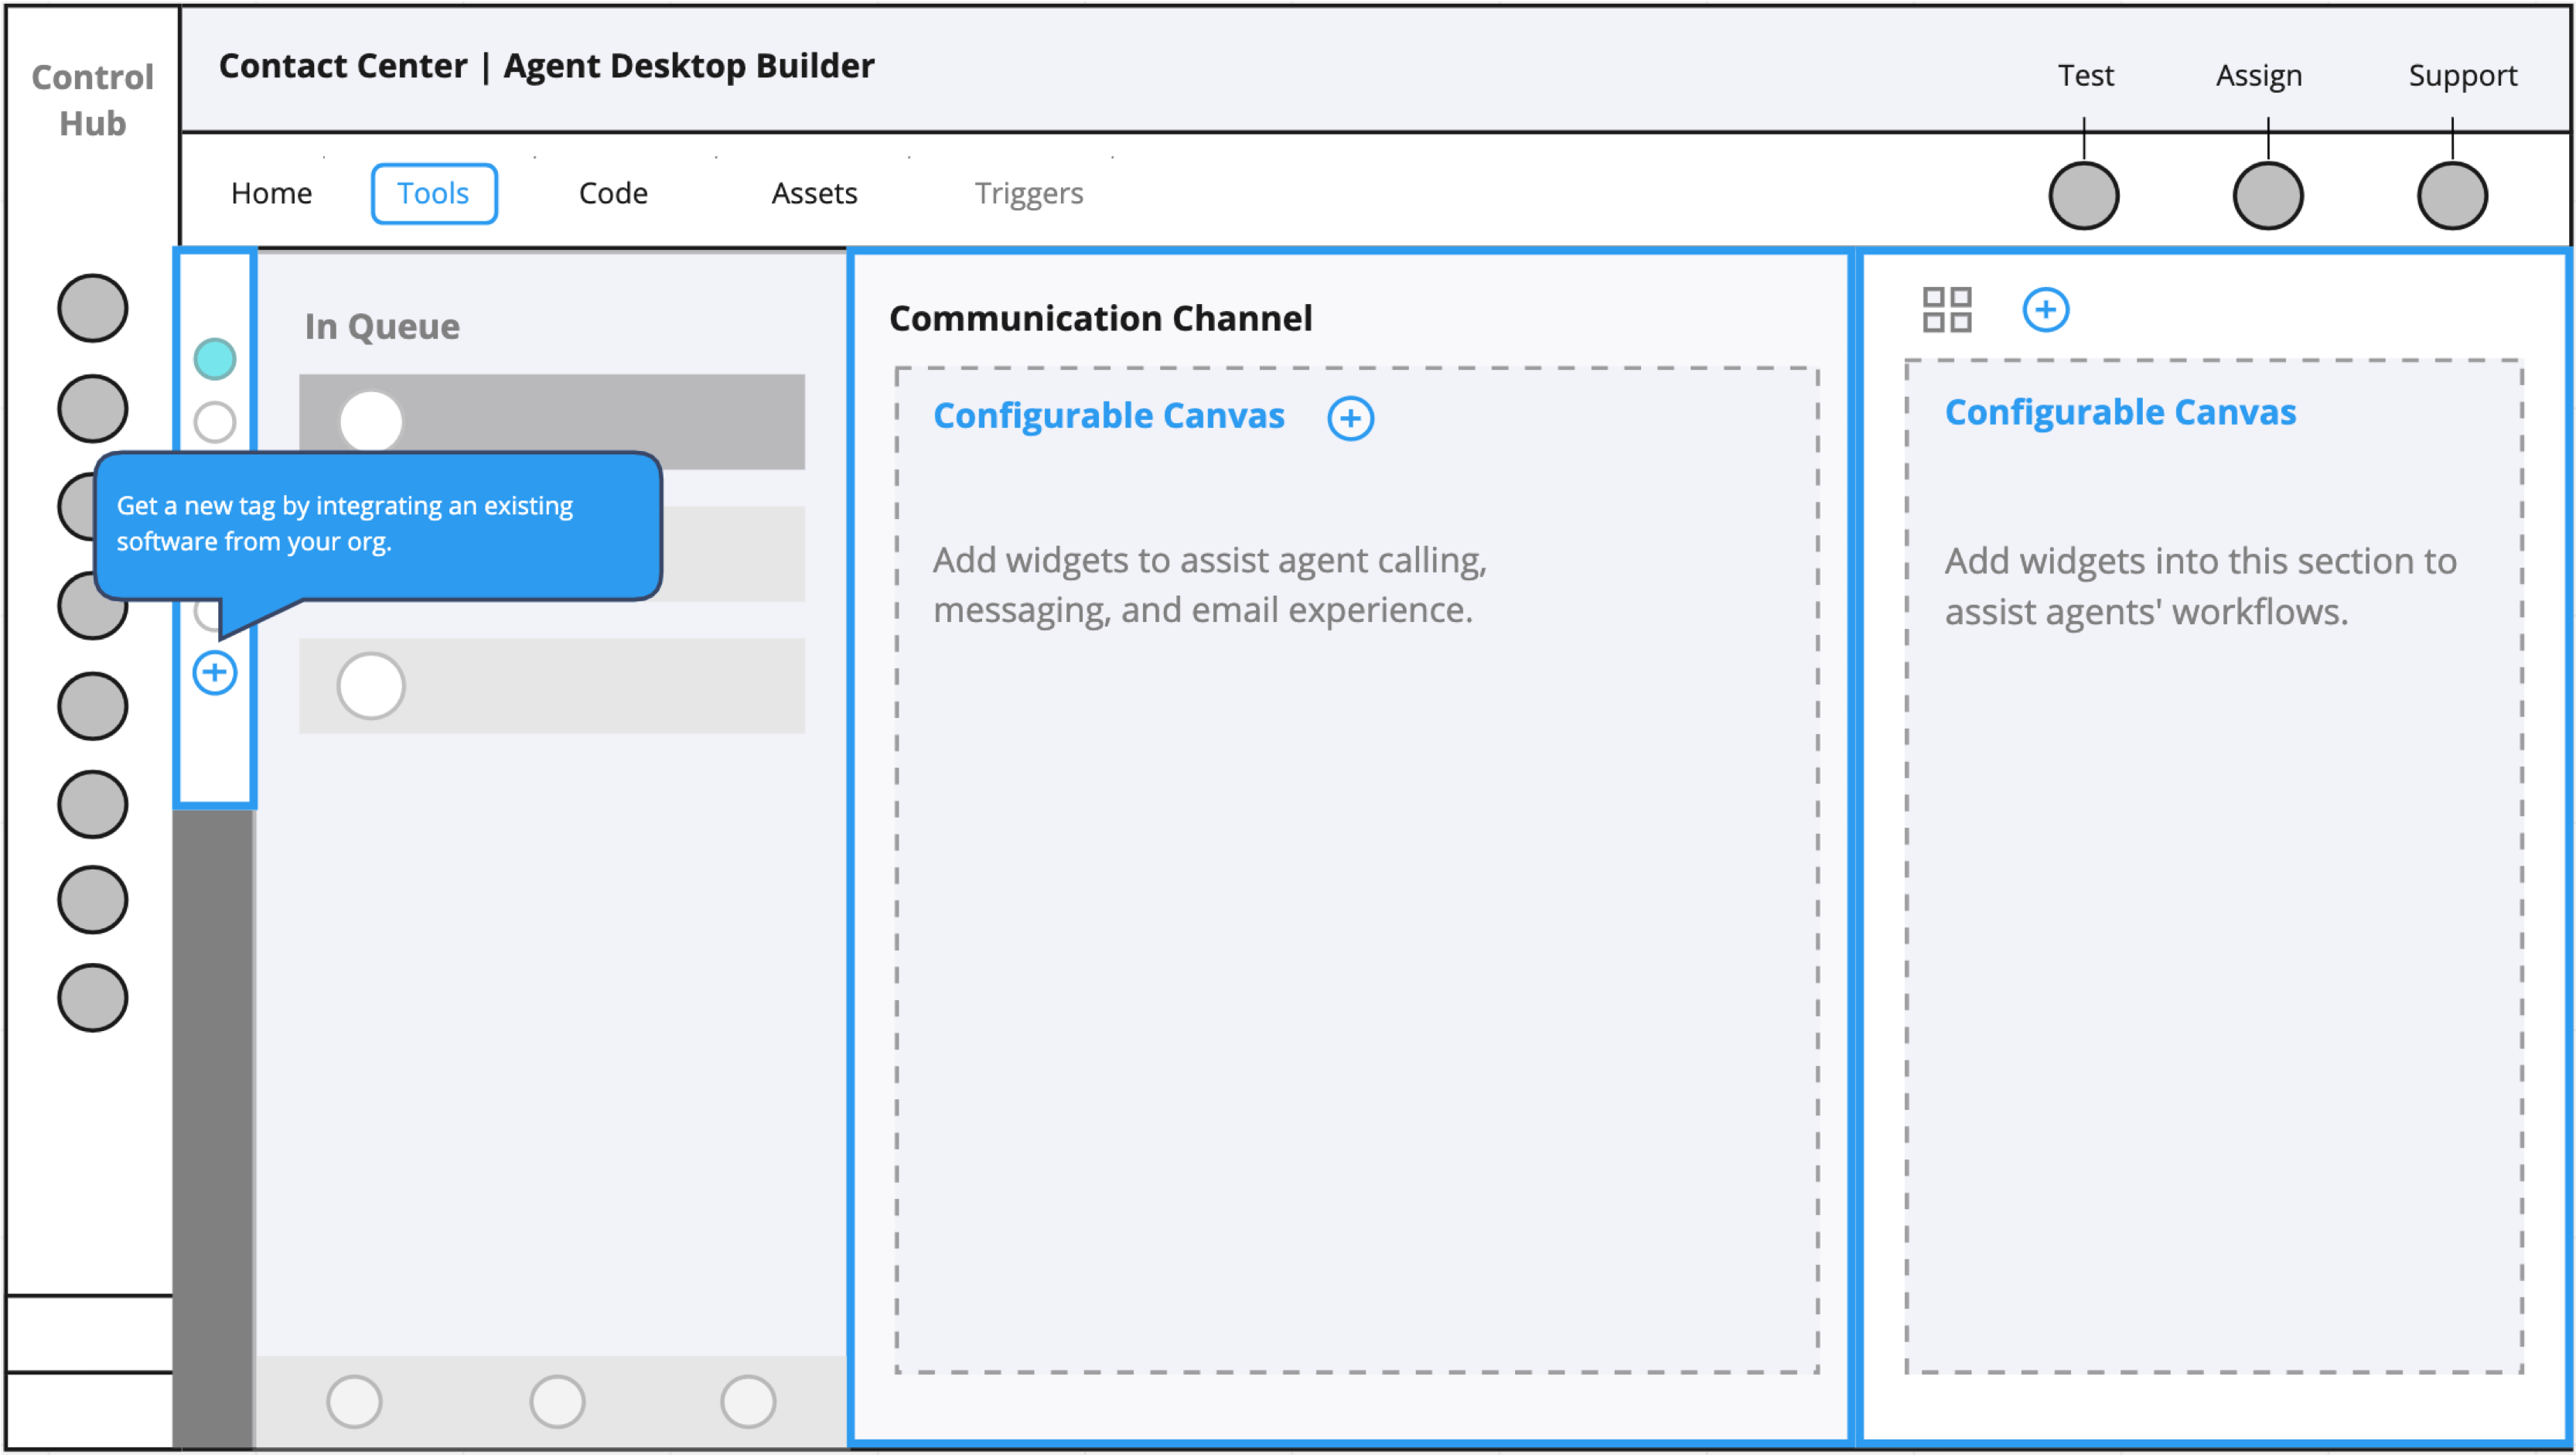 Control
Hub
Contact Center | Agent Desktop Builder
Test
Assign
Support
Home
Tools
Code
Assets
Triggers
In Queue
Get a new tag by integrating an existing
software from your org.
Communication Channel
Configurable Canvas
Add widgets to assist agent calling,
messaging, and email experience.
Configurable Canvas
Add widgets into this section to
assist agents' workflows.